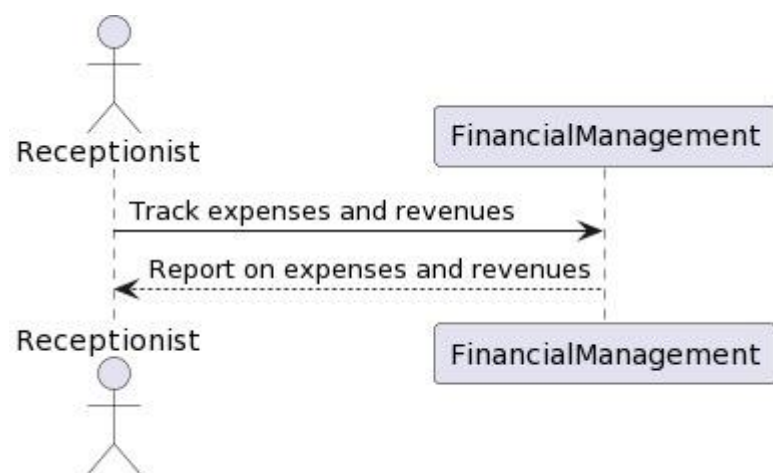 Receptionist
FinancialManagement
Track expenses and revenues
Report on expenses and revenues
Receptionist
FinancialManagement